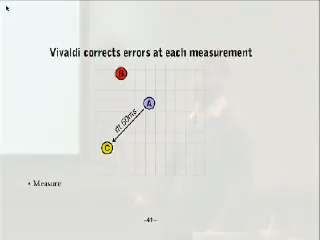 Vivaldi corrects errors at each measurement
B
A
rtt 50ms
C
• Measure
-41-